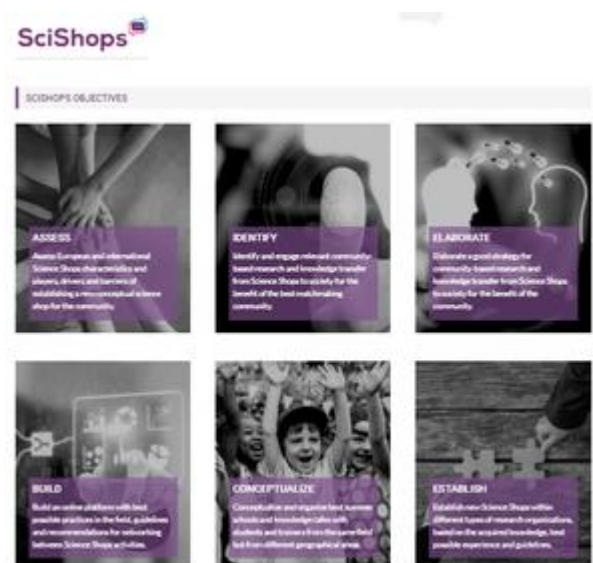 SciShops
SCISHOPS OBJECTIVES
ASSESS
Assess European and international
Science Shops characteristics and
players, drivers and barriers of
establishing a new conceptual science
shop for the community.
IDENTIFY
Identify and engage relevant community-
based research and knowledge transfer
from Science Shops to society for the
benefit of the best matchmaking
community.
ELABORATE
Elaborate a good strategy for
community-based research and
knowledge transfer from Science Shops
to society for the benefit of the
community.
BUILD
Build an online platform with best
possible practices in the field, guidelines
and recommendations for networking
between Science Shops activities.
CONCEPTUALIZE
Conceptualize and organize best summer
schools and knowledge cafes with
students and trainers from the same field
but from different geographical areas.
ESTABLISH
Establish new Science Shops within
different types of research organizations,
based on the acquired knowledge, best
possible experience and guidelines.